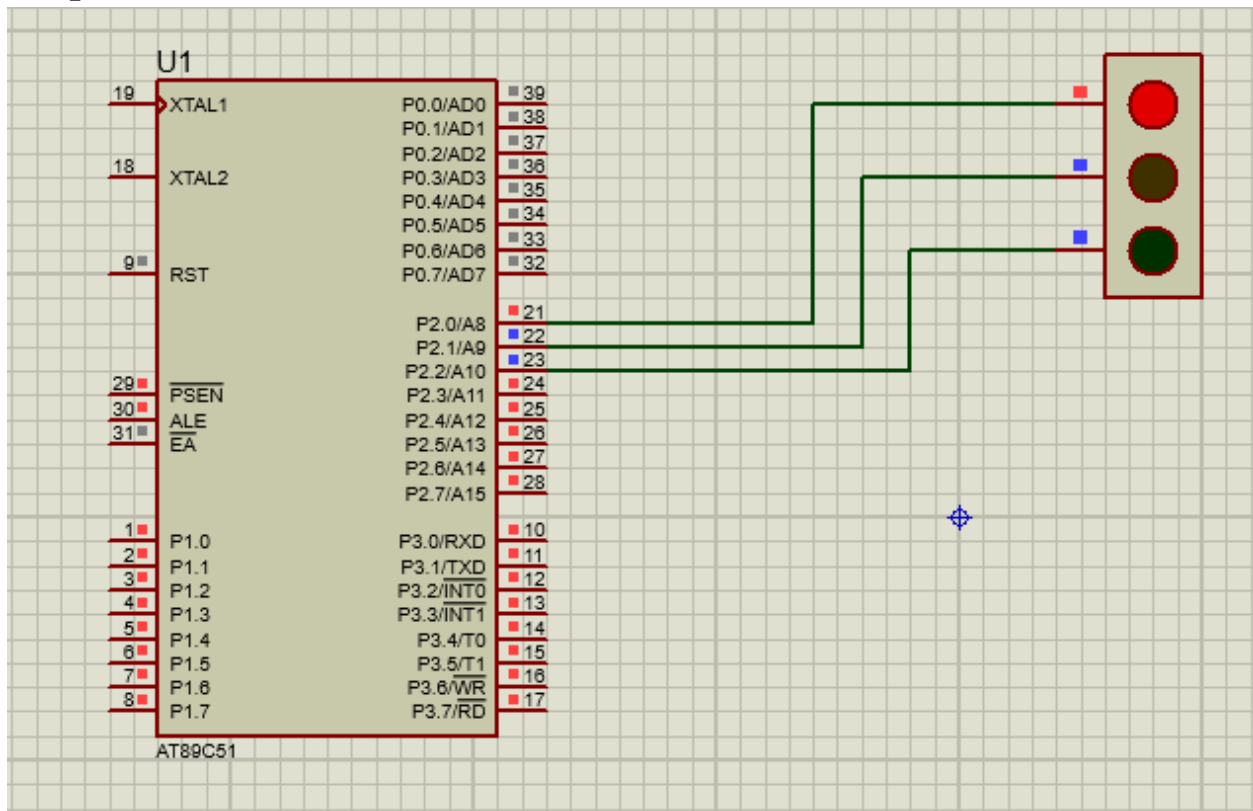 U1
19 XTAL1 P0.0/AD0 39
P0.1/AD1 38
P0.2/AD2 37
18 XTAL2 P0.3/AD3 36
P0.4/AD4 35
P0.5/AD5 34
P0.6/AD6 33
9 RST P0.7/AD7 32
P2.0/A8 21
P2.1/A9 22
P2.2/A10 23
29 PSEN P2.3/A11 24
30 ALE P2.4/A12 25
31 EA P2.5/A13 26
P2.6/A14 27
P2.7/A15 28
1 P1.0 P3.0/RXD 10
2 P1.1 P3.1/TXD 11
3 P1.2 P3.2/INT0 12
4 P1.3 P3.3/INT1 13
5 P1.4 P3.4/T0 14
6 P1.5 P3.5/T1 15
7 P1.6 P3.6/WR 16
8 P1.7 P3.7/RD 17
AT89C51